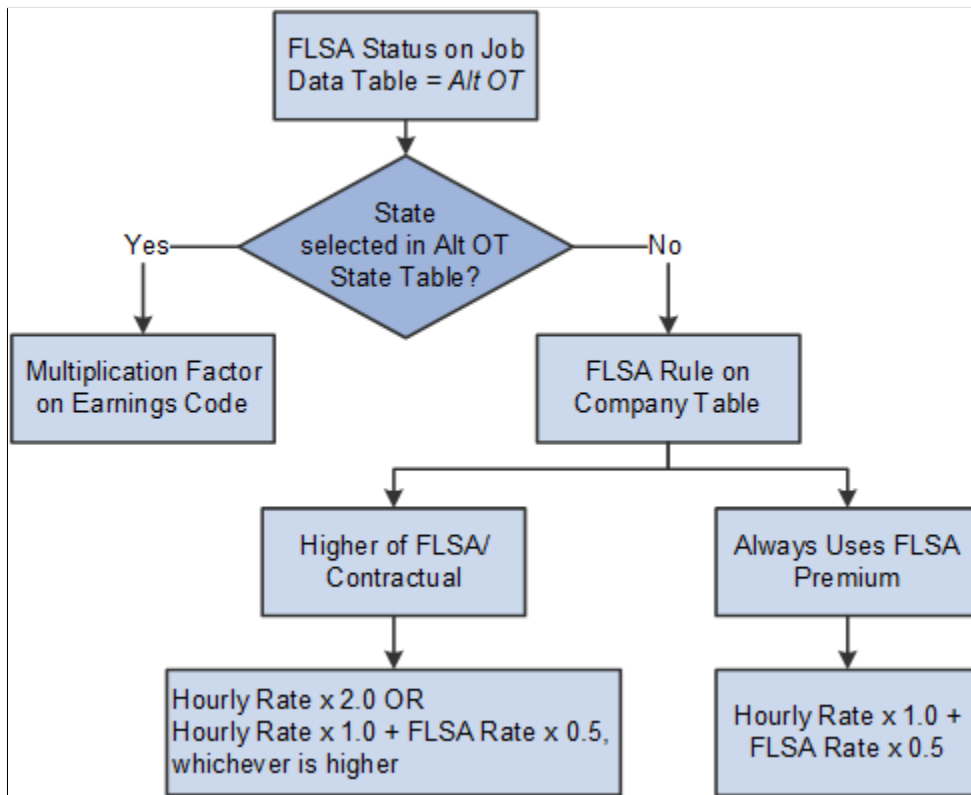 FLSA Status on Job
Data Table = Alt OT
State
selected in Alt OT
State Table?
Yes
No
Multiplication Factor
on Earnings Code
FLSA Rule on
Company Table
Higher of FLSA/
Contractual
Always Uses FLSA
Premium
Hourly Rate x 2.0 OR
Hourly Rate x 1.0 + FLSA Rate x 0.5,
whichever is higher
Hourly Rate x 1.0 +
FLSA Rate x 0.5